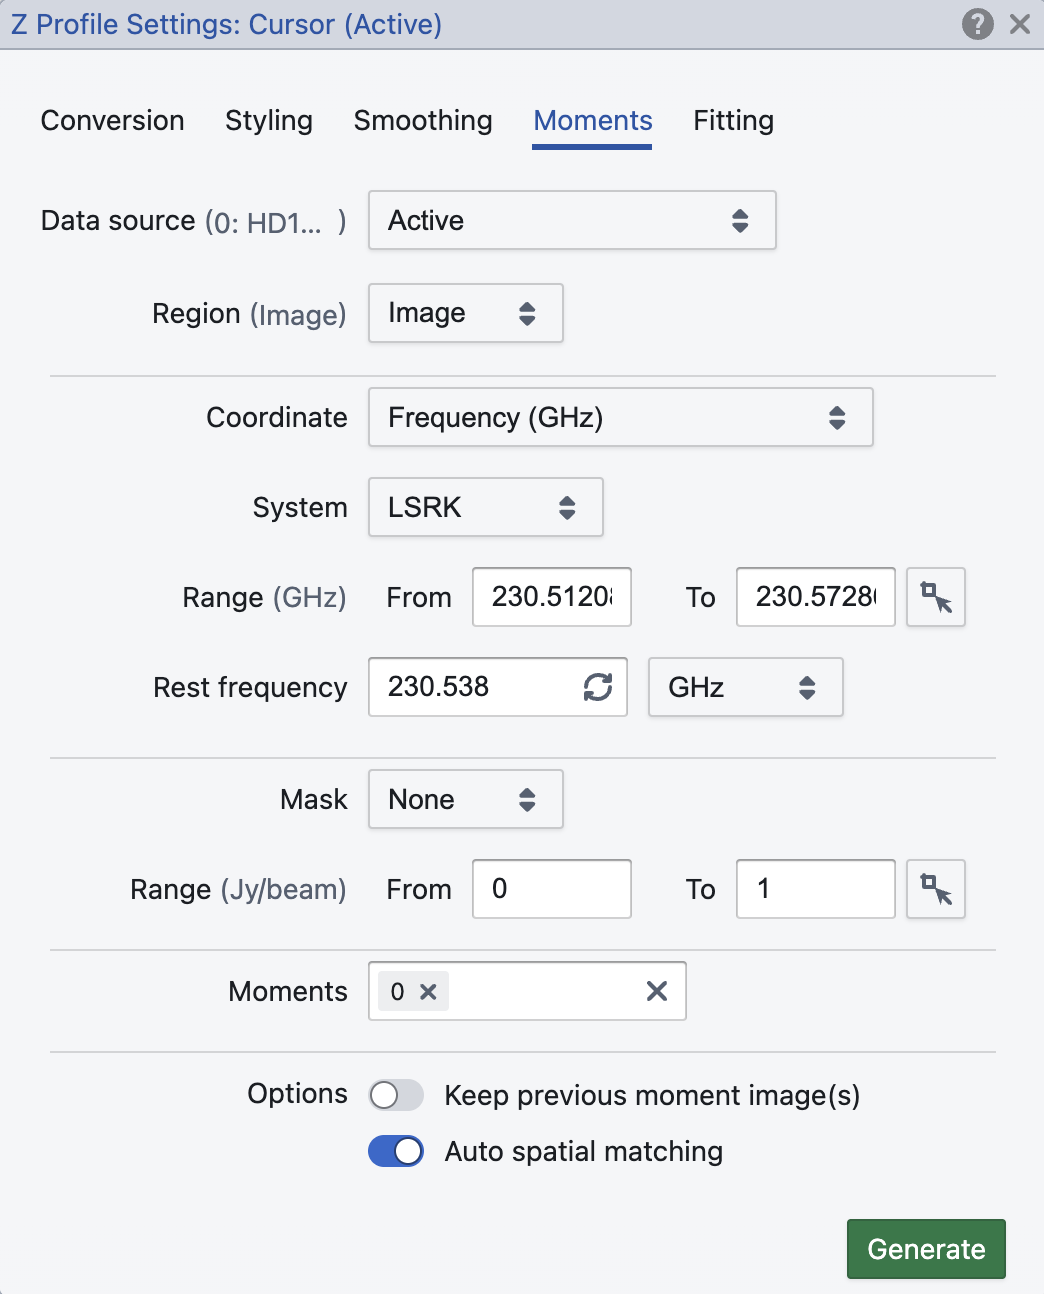 Z Profile Settings: Cursor (Active)
Conversion Styling Smoothing Moments Fitting
Data source (0: HD1... ) Active
Region (Image) Image
Coordinate Frequency (GHz)
System LSRK
Range (GHz) From 230.5120 To 230.5728
Rest frequency 230.538 GHz
Mask None
Range (Jy/beam) From 0 To 1
Moments 0
Options Keep previous moment image(s)
Auto spatial matching
Generate